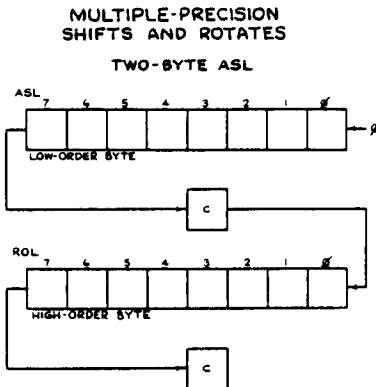 MULTIPLE-PRECISION
SHIFTS AND ROTATES
TWO-BYTE ASL
ASL
7 6 5 4 3 2 1 Ø
Ø
LOW-ORDER BYTE
C
ROL
7 6 5 4 3 2 1 Ø
HIGH-ORDER BYTE
C